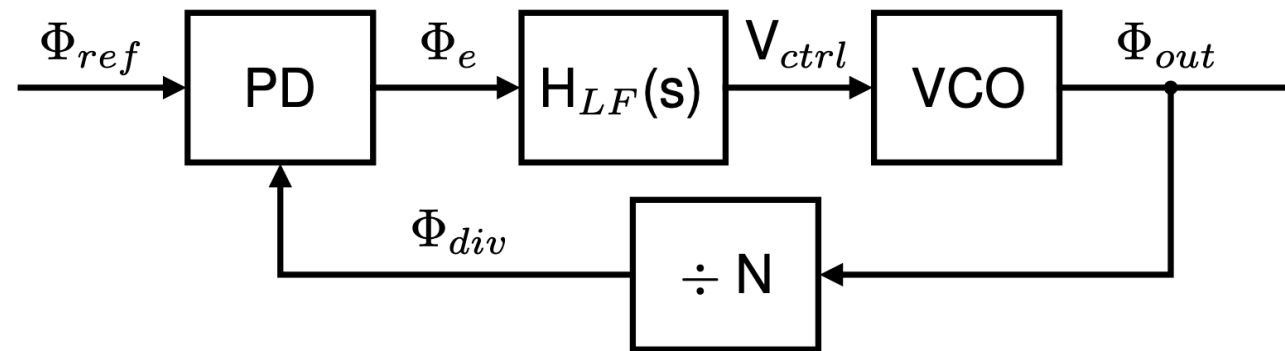 Φref Φe Vctrl Φout
PD HLF(s) VCO
Φdiv
÷ N